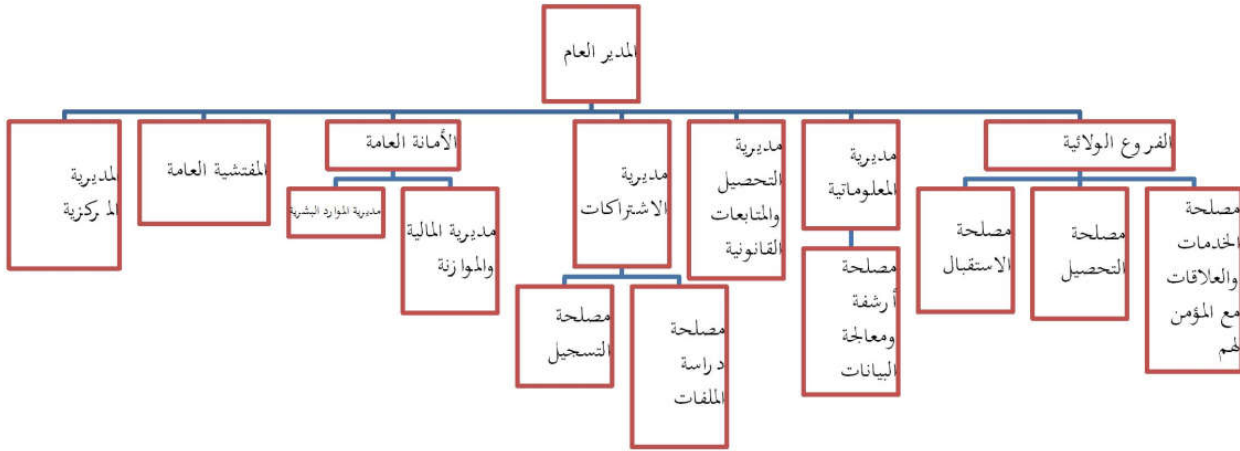 المدير العام
الفروع الولائية
مديرية
المعلوماتية
مديرية
التحصيل
والمتابعات
القانونية
مديرية
الاشتراكات
الأمانة العامة
المفتشية العامة
المديرية
المركزية
مصلحة
الخدمات
والعلاقات
مع المؤمن
لهم
مصلحة
التحصيل
مصلحة
الاستقبال
مصلحة
أرشفة
ومعالجة
البيانات
مصلحة
دراسة
الملفات
مصلحة
التسجيل
مديرية المالية
والموازنة
مديرية الموارد البشرية